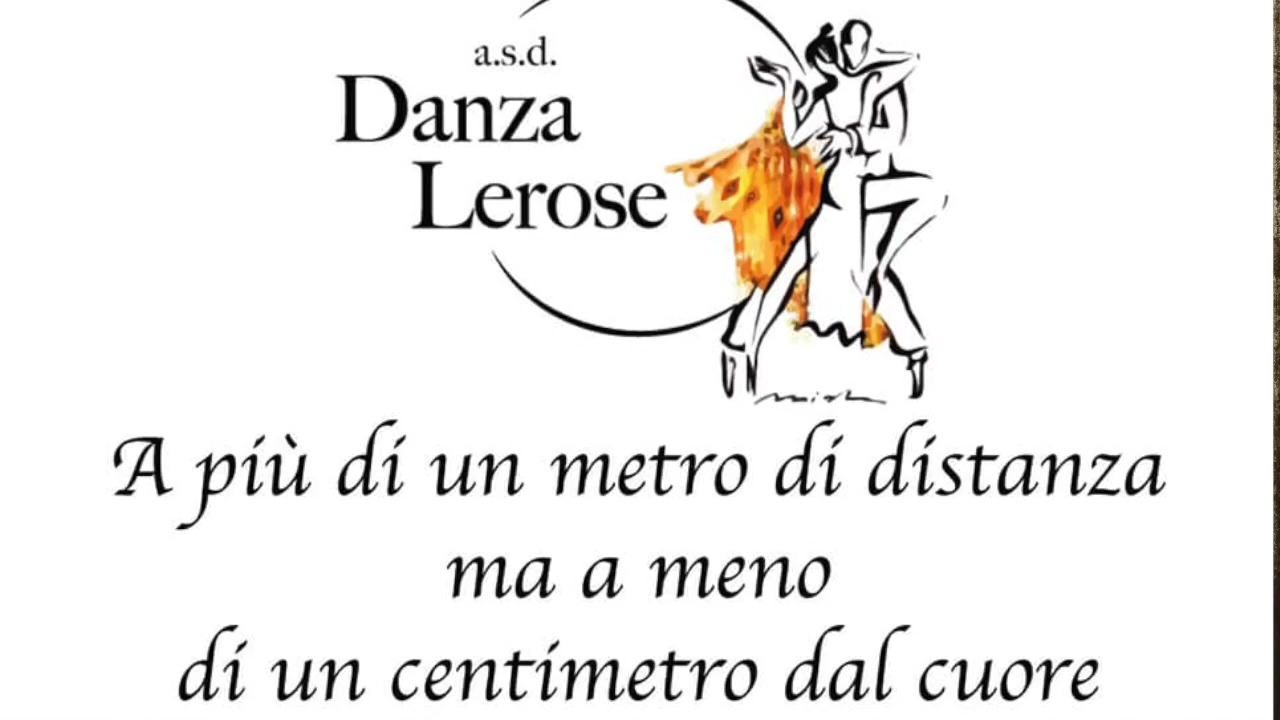 a.s.d.
Danza
Lerose
A più di un metro di distanza
ma a meno
di un centimetro dal cuore